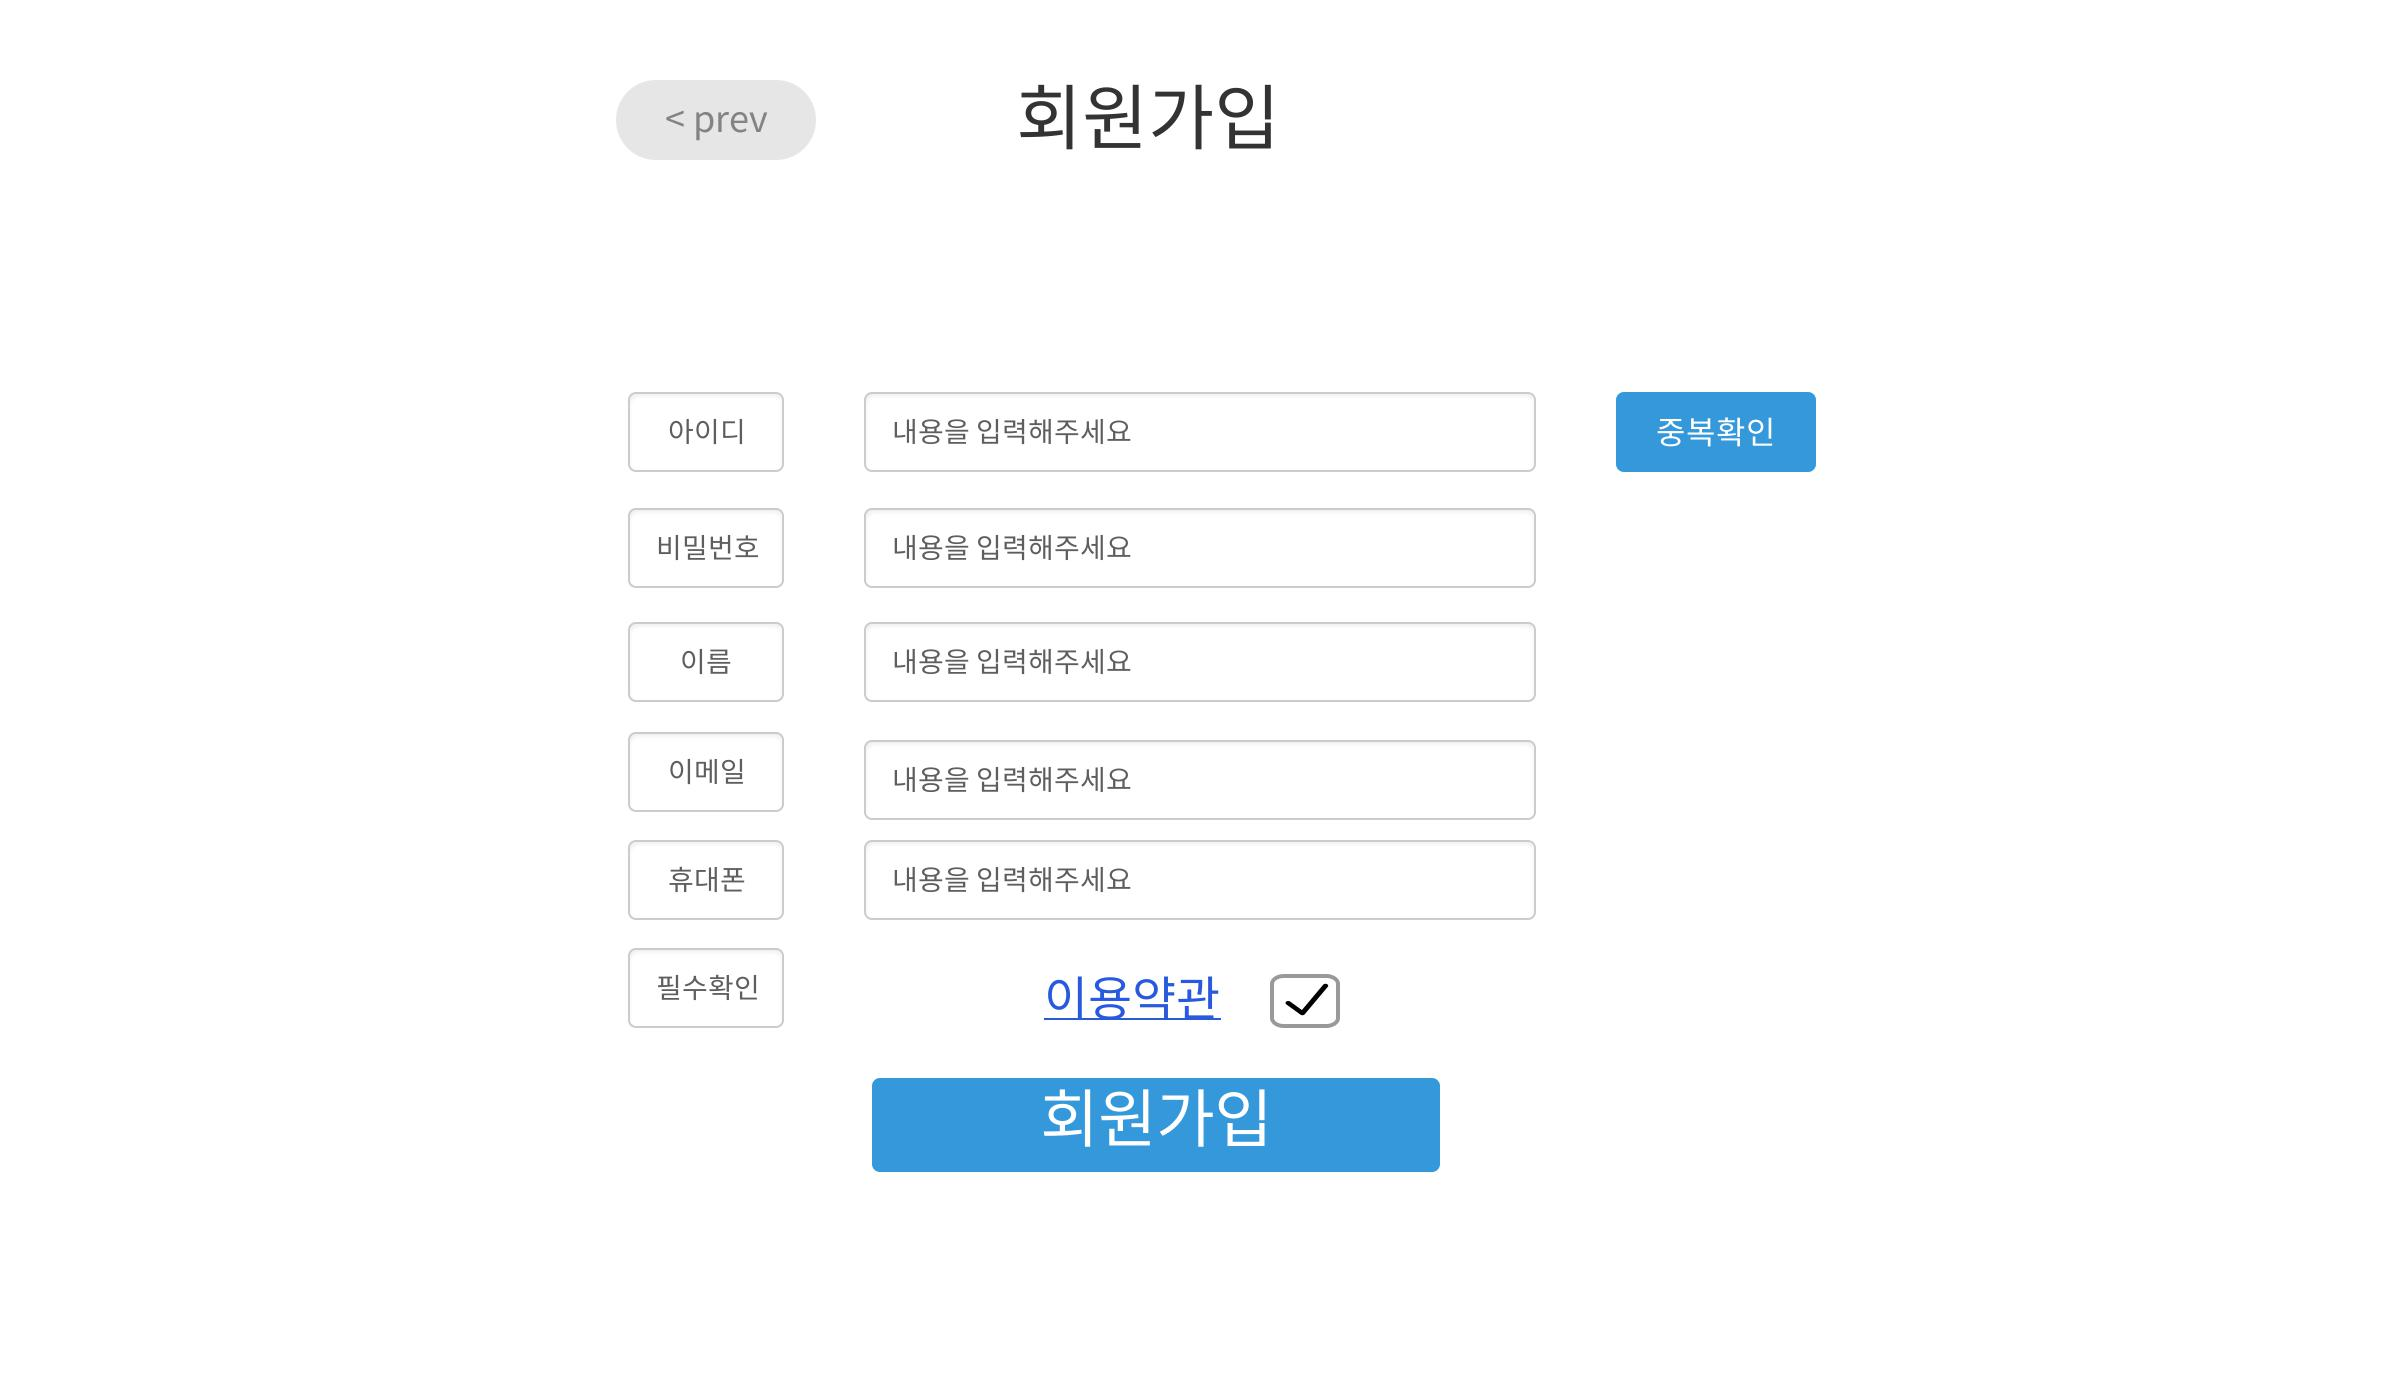 < prev
회원가입
아이디
내용을 입력해주세요
중복확인
비밀번호
내용을 입력해주세요
이름
내용을 입력해주세요
이메일
내용을 입력해주세요
휴대폰
내용을 입력해주세요
필수확인
이용약관
회원가입